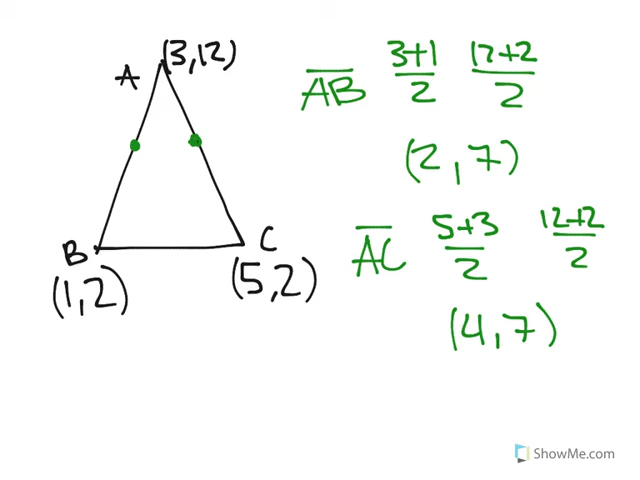 A (3,12)
B
(1,2)
C
(5,2)
AB 3+1/2 12+2/2
(2,7)
AC 5+3/2 12+2/2
(4,7)
ShowMe.com